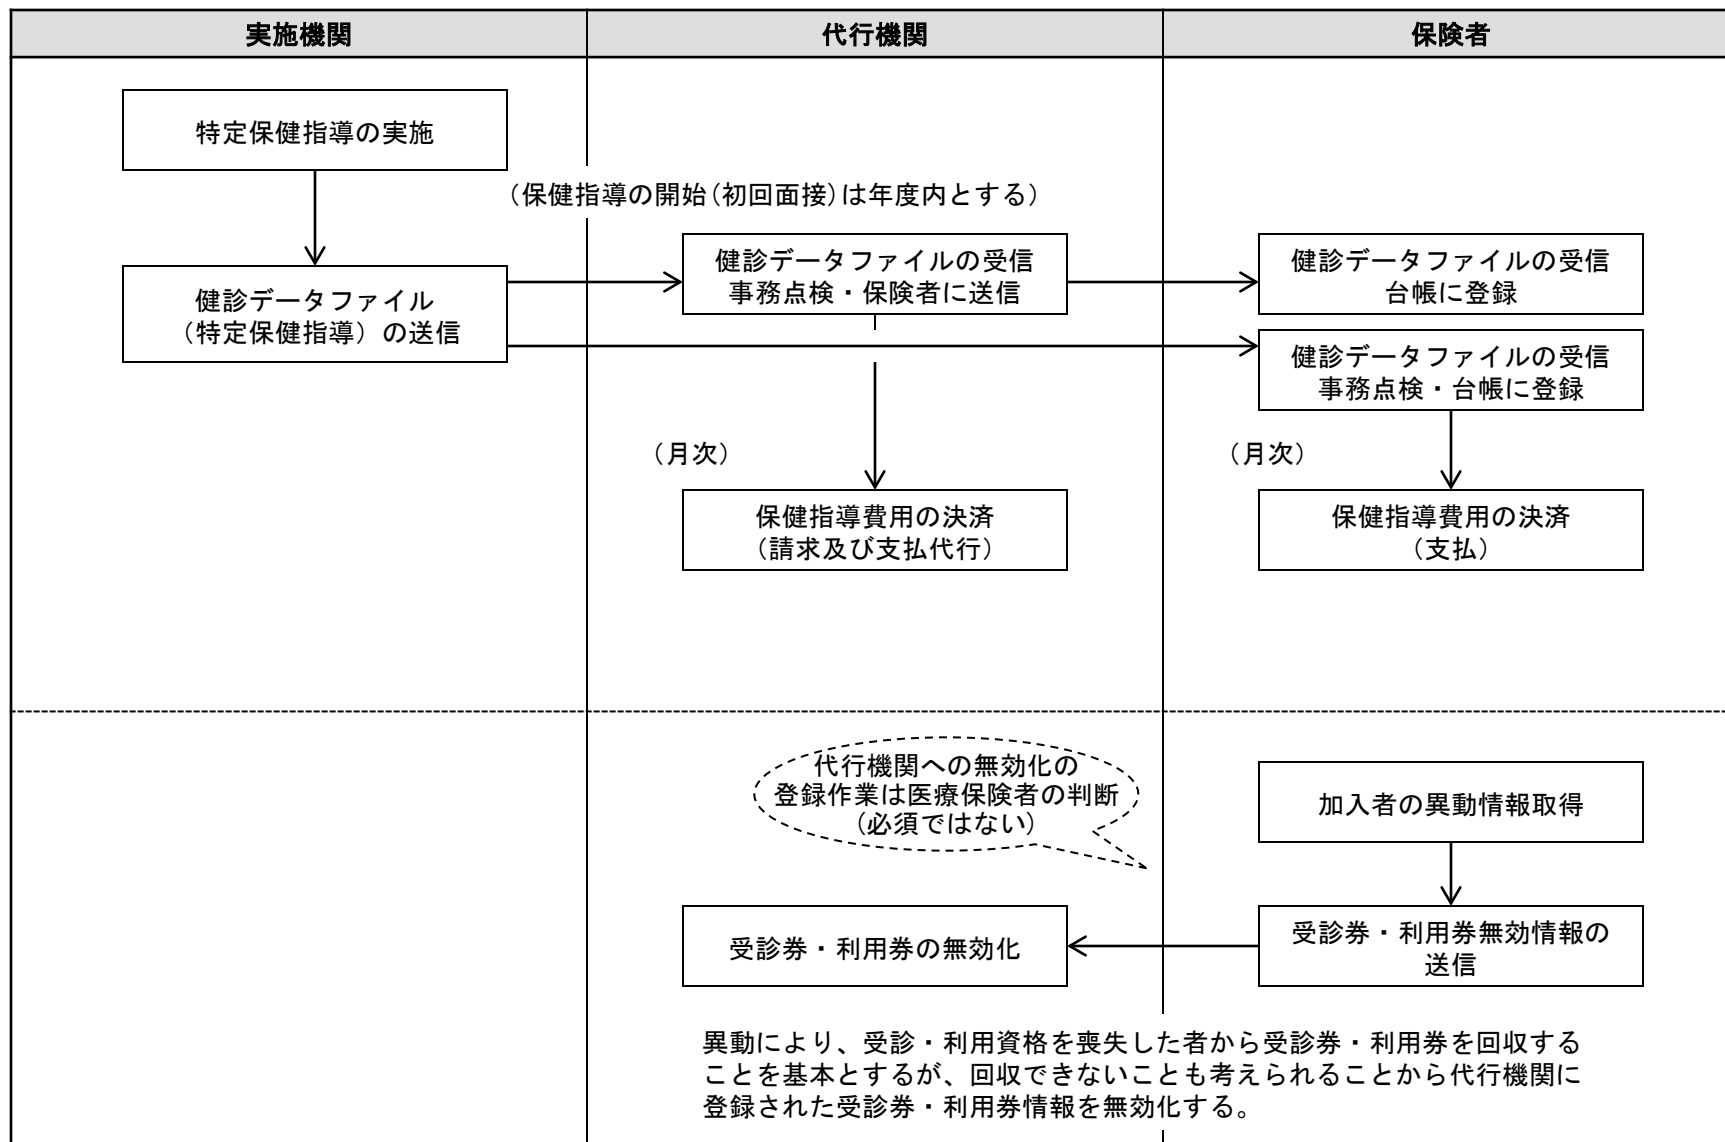 実施機関
代行機関
保険者
特定保健指導の実施
（保健指導の開始（初回面接）は年度内とする）
健診データファイル
（特定保健指導）の送信
健診データファイルの受信
事務点検・保険者に送信
健診データファイルの受信
台帳に登録
健診データファイルの受信
事務点検・台帳に登録
（月次）
（月次）
保健指導費用の決済
（請求及び支払代行）
保健指導費用の決済
（支払）
代行機関への無効化の
登録作業は医療保険者の判断
（必須ではない）
加入者の異動情報取得
受診券・利用券の無効化
受診券・利用券無効情報の
送信
異動により、受診・利用資格を喪失した者から受診券・利用券を回収する
ことを基本とするが、回収できないことも考えられることから代行機関に
登録された受診券・利用券情報を無効化する。